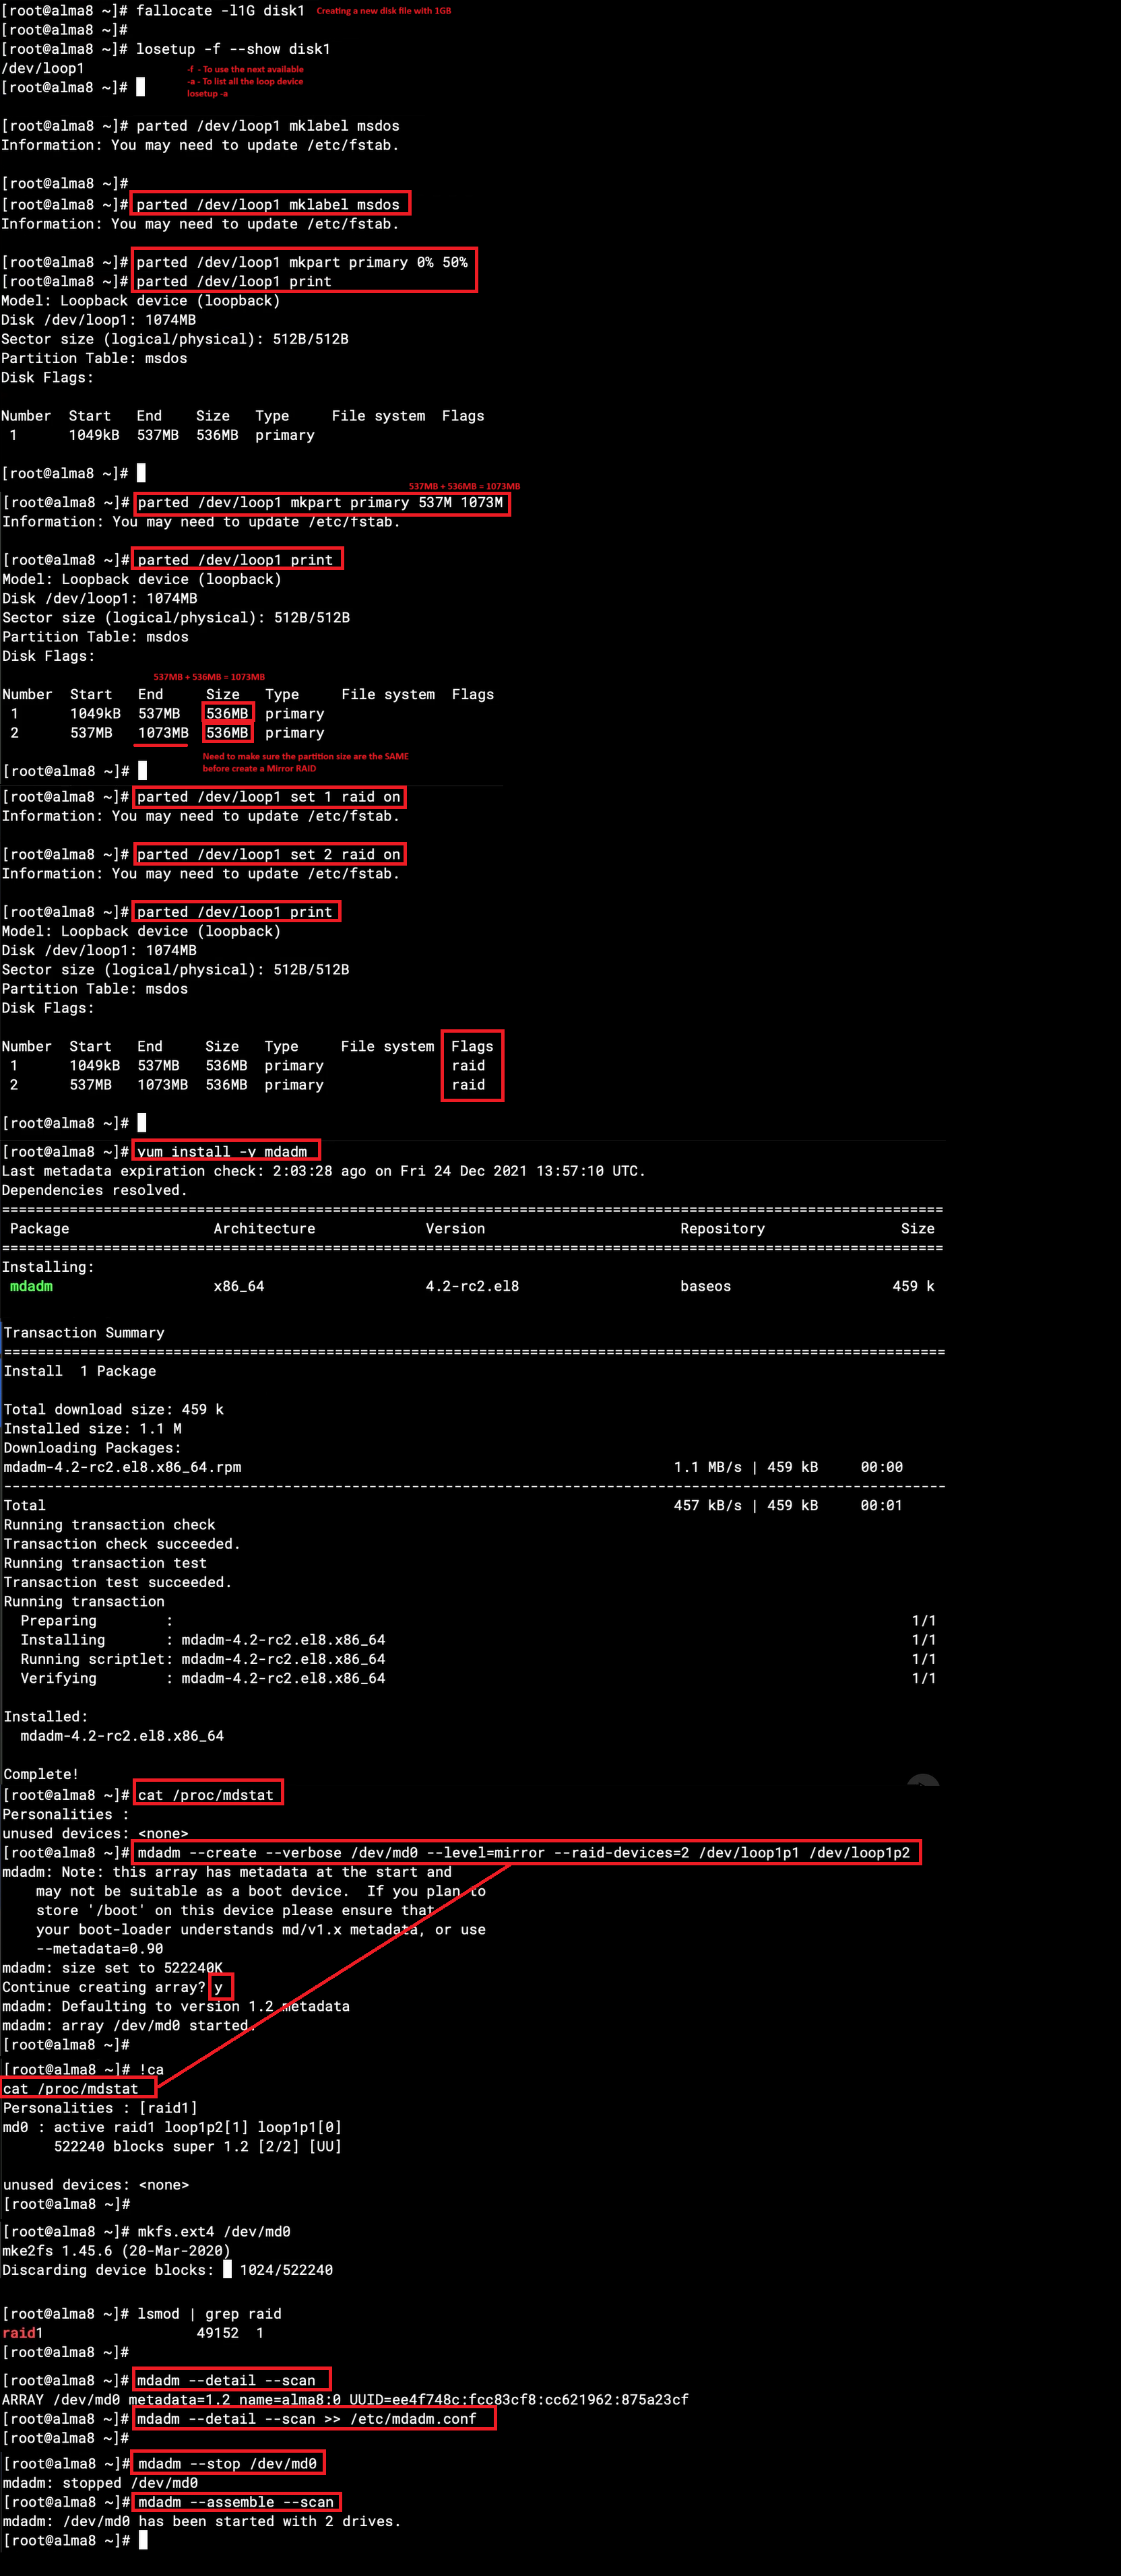 [root@alma8 ~]# fallocate -l1G disk1 Creating a new disk file with 1GB
[root@alma8 ~]#
[root@alma8 ~]# losetup -f --show disk1
/dev/loop1
-f - To use the next available
-a - To list all the loop device
[root@alma8 ~]#
losetup -a
[root@alma8 ~]# parted /dev/loop1 mklabel msdos
Information: You may need to update /etc/fstab.
[root@alma8 ~]#
[root@alma8 ~]# parted /dev/loop1 mklabel msdos
Information: You may need to update /etc/fstab.
[root@alma8 ~]# parted /dev/loop1 mkpart primary 0% 50%
[root@alma8 ~]# parted /dev/loop1 print
Model: Loopback device (loopback)
Disk /dev/loop1: 1074MB
Sector size (logical/physical): 512B/512B
Partition Table: msdos
Disk Flags:
Number Start End Size Type File system Flags
1 1049kB 537MB 536MB primary
[root@alma8 ~]#
537MB + 536MB = 1073MB
[root@alma8 ~]# parted /dev/loop1 mkpart primary 537M 1073M
Information: You may need to update /etc/fstab.
[root@alma8 ~]# parted /dev/loop1 print
Model: Loopback device (loopback)
Disk /dev/loop1: 1074MB
Sector size (logical/physical): 512B/512B
Partition Table: msdos
Disk Flags:
537MB + 536MB = 1073MB
Number Start End Size Type File system Flags
1 1049kB 537MB 536MB primary
2 537MB 1073MB 536MB primary
Need to make sure the partition size are the SAME
before create a Mirror RAID
[root@alma8 ~]#
[root@alma8 ~]# parted /dev/loop1 set 1 raid on
Information: You may need to update /etc/fstab.
[root@alma8 ~]# parted /dev/loop1 set 2 raid on
Information: You may need to update /etc/fstab.
[root@alma8 ~]# parted /dev/loop1 print
Model: Loopback device (loopback)
Disk /dev/loop1: 1074MB
Sector size (logical/physical): 512B/512B
Partition Table: msdos
Disk Flags:
Number Start End Size Type File system Flags
1 1049kB 537MB 536MB primary raid
2 537MB 1073MB 536MB primary raid
[root@alma8 ~]#
[root@alma8 ~]# yum install -y mdadm
Last metadata expiration check: 2:03:28 ago on Fri 24 Dec 2021 13:57:10 UTC.
Dependencies resolved.
Package Architecture Version Repository Size
Installing:
mdadm x86_64 4.2-rc2.el8 baseos 459 k
Transaction Summary
Install 1 Package
Total download size: 459 k
Installed size: 1.1 M
Downloading Packages:
mdadm-4.2-rc2.el8.x86_64.rpm 1.1 MB/s | 459 kB 00:00
Total 457 kB/s | 459 kB 00:01
Running transaction check
Transaction check succeeded.
Running transaction test
Transaction test succeeded.
Running transaction
Preparing : 1/1
Installing : mdadm-4.2-rc2.el8.x86_64 1/1
Running scriptlet: mdadm-4.2-rc2.el8.x86_64 1/1
Verifying : mdadm-4.2-rc2.el8.x86_64 1/1
Installed:
mdadm-4.2-rc2.el8.x86_64
Complete!
[root@alma8 ~]# cat /proc/mdstat
Personalities :
unused devices: <none>
[root@alma8 ~]# mdadm --create --verbose /dev/md0 --level=mirror --raid-devices=2 /dev/loop1p1 /dev/loop1p2
mdadm: Note: this array has metadata at the start and
may not be suitable as a boot device. If you plan to
store '/boot' on this device please ensure that
your boot-loader understands md/v1.x metadata, or use
--metadata=0.90
mdadm: size set to 522240K
Continue creating array? y
mdadm: Defaulting to version 1.2 metadata
mdadm: array /dev/md0 started.
[root@alma8 ~]#
[root@alma8 ~]# !ca
cat /proc/mdstat
Personalities : [raid1]
md0 : active raid1 loop1p2[1] loop1p1[0]
522240 blocks super 1.2 [2/2] [UU]
unused devices: <none>
[root@alma8 ~]#
[root@alma8 ~]# mkfs.ext4 /dev/md0
mke2fs 1.45.6 (20-Mar-2020)
Discarding device blocks: 1024/522240
[root@alma8 ~]# lsmod | grep raid
raid1 49152 1
[root@alma8 ~]#
[root@alma8 ~]# mdadm --detail --scan
ARRAY /dev/md0 metadata=1.2 name=alma8:0 UUID=ee4f748c:fcc83cf8:cc621962:875a23cf
[root@alma8 ~]# mdadm --detail --scan >> /etc/mdadm.conf
[root@alma8 ~]#
[root@alma8 ~]# mdadm --stop /dev/md0
mdadm: stopped /dev/md0
[root@alma8 ~]# mdadm --assemble --scan
mdadm: /dev/md0 has been started with 2 drives.
[root@alma8 ~]#